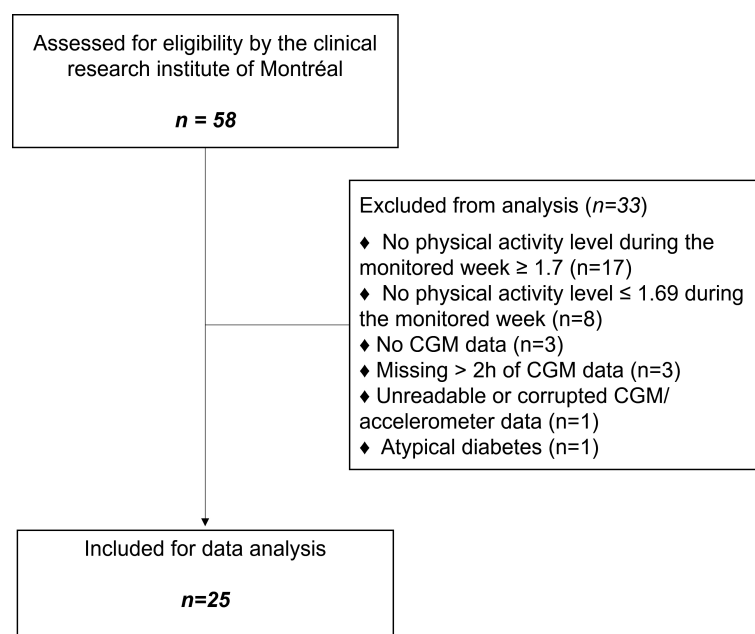 Assessed for eligibility by the clinical
research institute of Montréal
n = 58
Excluded from analysis (n=33)
♦ No physical activity level during the
monitored week ≥ 1.7 (n=17)
♦ No physical activity level ≤ 1.69 during
the monitored week (n=8)
♦ No CGM data (n=3)
♦ Missing > 2h of CGM data (n=3)
♦ Unreadable or corrupted CGM/
accelerometer data (n=1)
♦ Atypical diabetes (n=1)
Included for data analysis
n=25